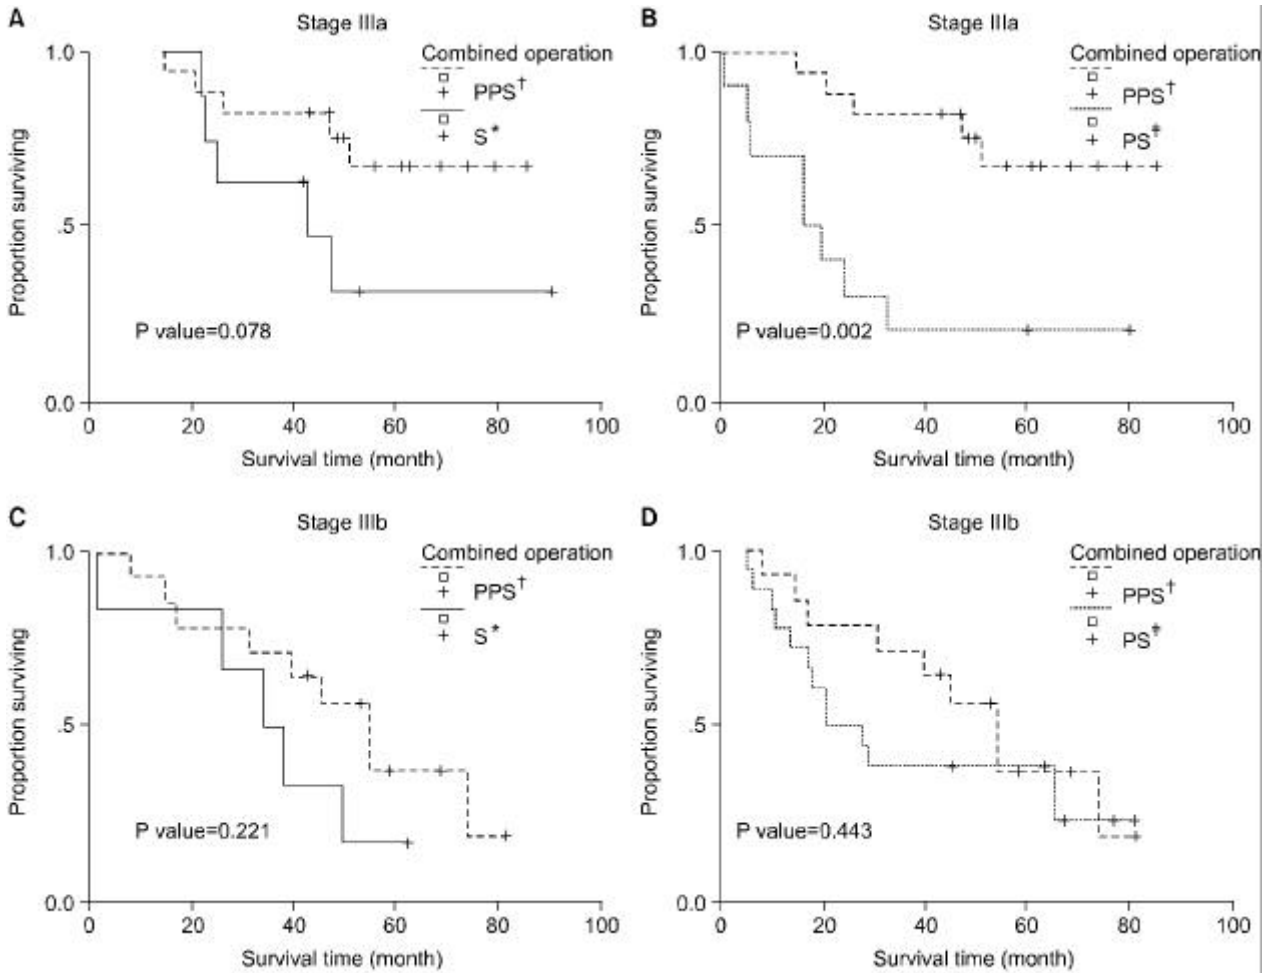 A
Stage IIIa
Combined operation
PPS†
S*
1.0
.5
0.0
Proportion surviving
P value=0.078
0 20 40 60 80 100
Survival time (month)
B
Stage IIIa
Combined operation
PPS†
PS‡
1.0
.5
0.0
Proportion surviving
P value=0.002
0 20 40 60 80 100
Survival time (month)
C
Stage IIIb
Combined operation
PPS†
S*
1.0
.5
0.0
Proportion surviving
P value=0.221
0 20 40 60 80 100
Survival time (month)
D
Stage IIIb
Combined operation
PPS†
PS‡
1.0
.5
0.0
Proportion surviving
P value=0.443
0 20 40 60 80 100
Survival time (month)